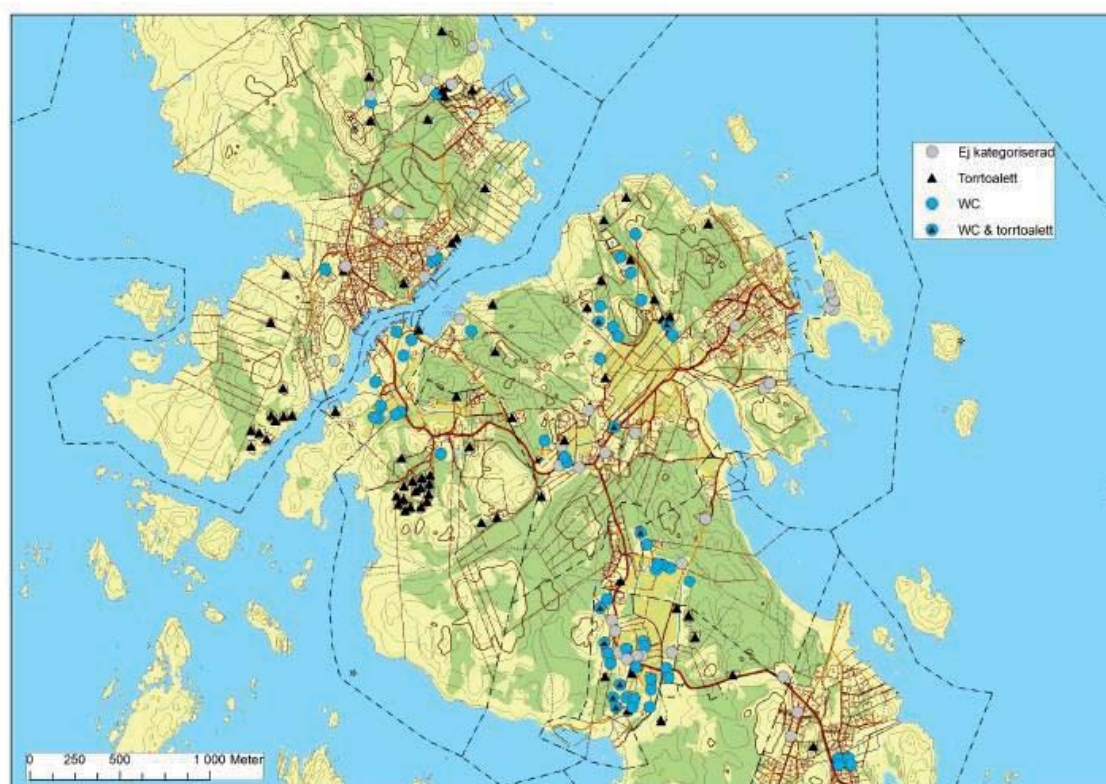 Ej kategoriserad
Torrtoalett
WC
WC & torrtoalett
0 250 500 1 000 Meter